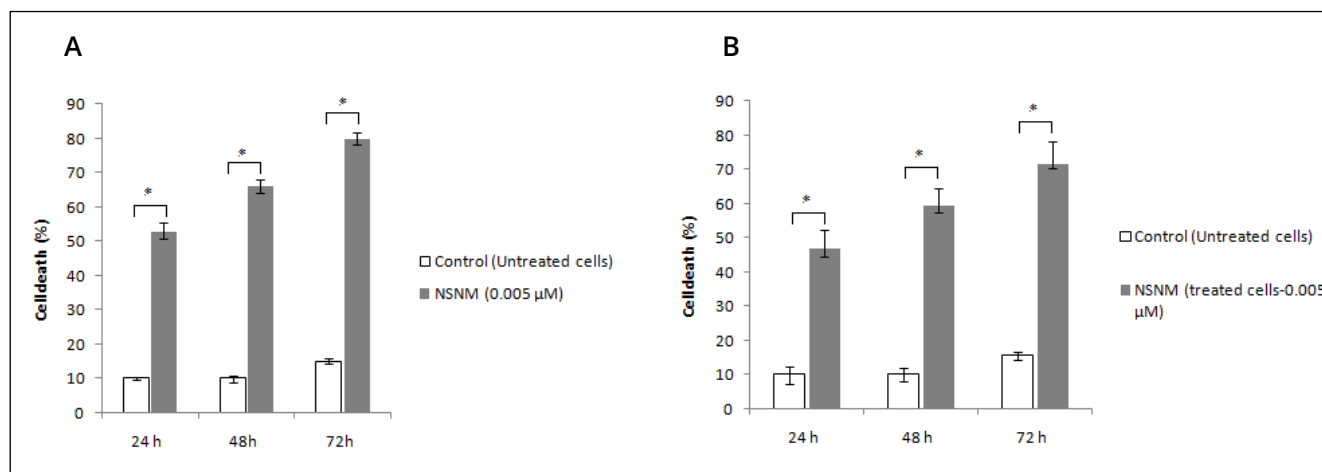 A
90
80
70
60
50
40
30
20
10
0
Celldeath (%)
*
*
*
24 h
48h
72h
Control (Untreated cells)
NSNM (0.005 µM)
B
90
80
70
60
50
40
30
20
10
0
Celldeath (%)
*
*
*
24 h
48 h
72 h
Control (Untreated cells)
NSNM (treated cells-0.005
µM)